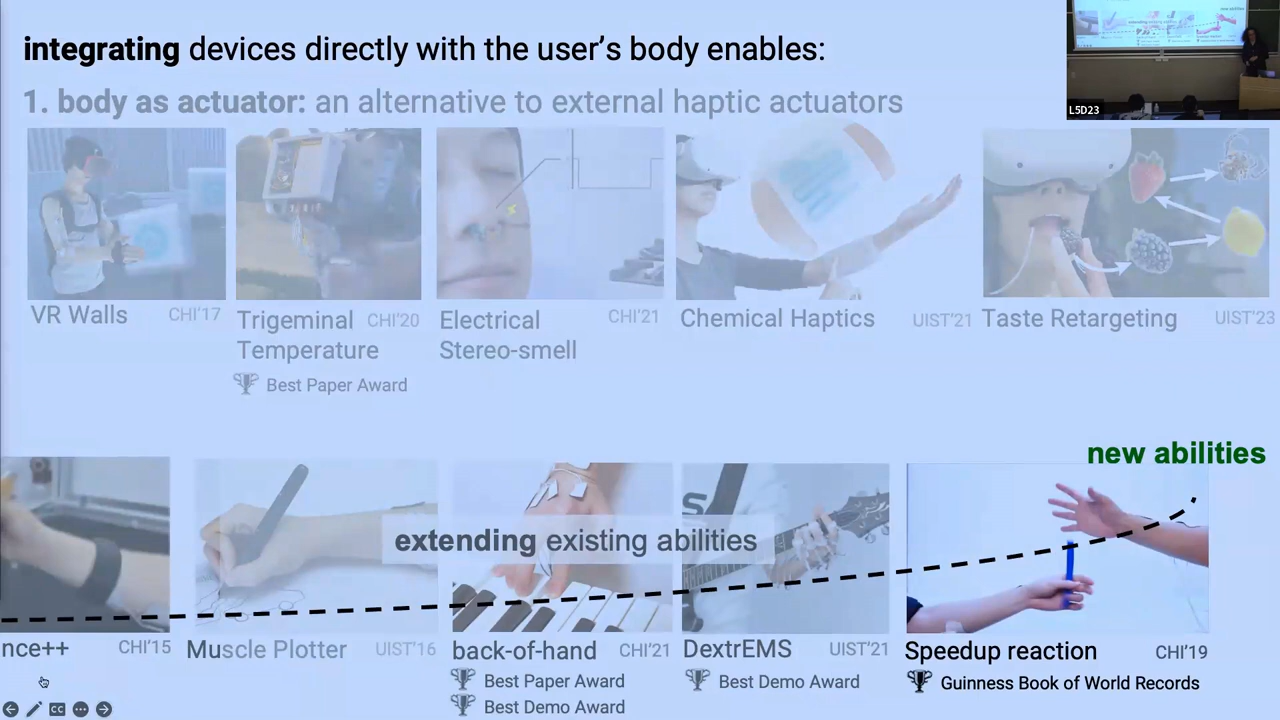 integrating devices directly with the user's body enables:
1. body as actuator: an alternative to external haptic actuators
L5D23
VR Walls CHI'17
Trigeminal Temperature CHI'20
Best Paper Award
Electrical Stereo-smell CHI'21
Chemical Haptics UIST'21
Taste Retargeting UIST'23
new abilities
extending existing abilities
nce++ CHI'15
Muscle Plotter UIST'16
back-of-hand CHI'21
Best Paper Award
Best Demo Award
DextrEMS UIST'21
Best Demo Award
Speedup reaction CHI'19
Guinness Book of World Records
CC